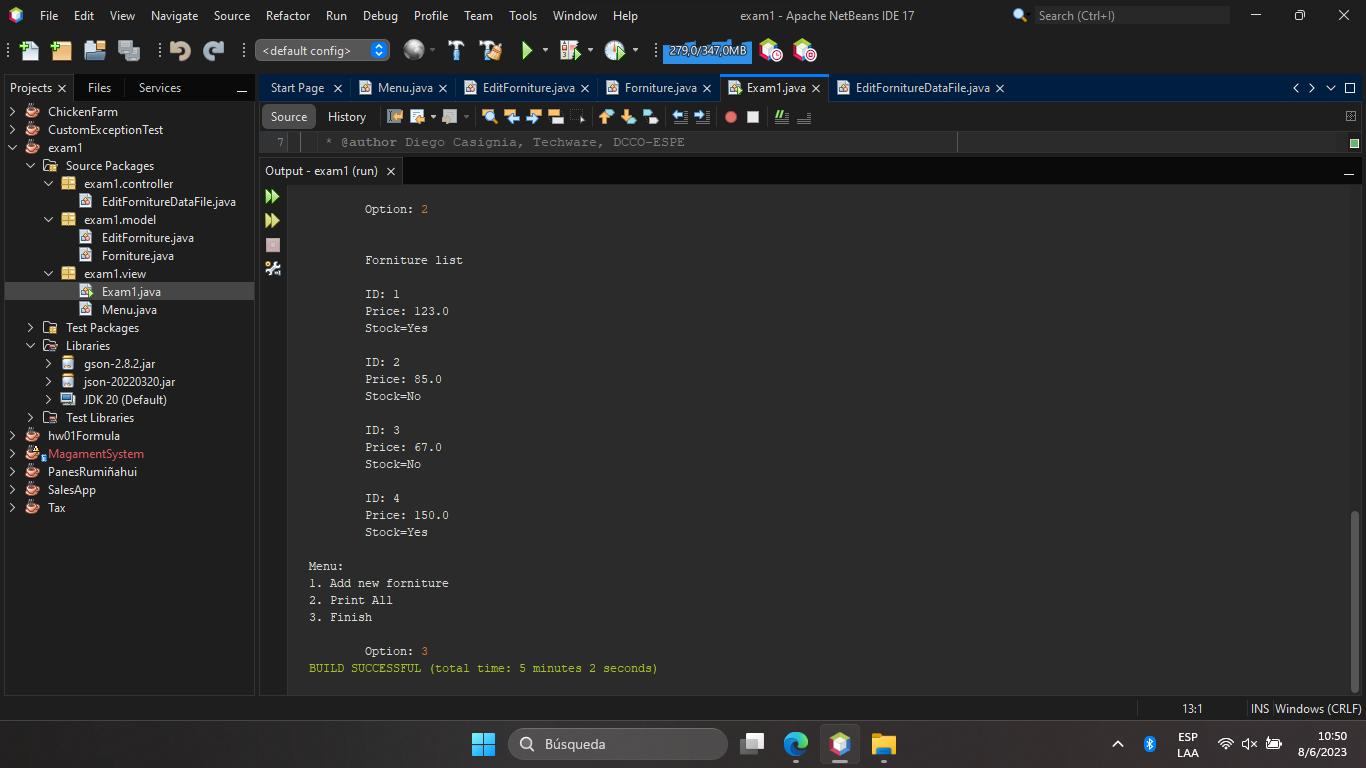 File Edit View Navigate Source Refactor Run Debug Profile Team Tools Window Help
exam1 - Apache NetBeans IDE 17
Search (Ctrl+I)
<default config>
279,0/347,0MB
Projects Files Services
Start Page Menu.java EditForniture.java Forniture.java Exam1.java EditFornitureDataFile.java
Source History
7 * @author Diego Casignia, Techware, DCCO-ESPE
ChickenFarm
CustomExceptionTest
exam1
Source Packages
exam1.controller
EditFornitureDataFile.java
exam1.model
EditForniture.java
Forniture.java
exam1.view
Exam1.java
Menu.java
Test Packages
Libraries
gson-2.8.2.jar
json-20220320.jar
JDK 20 (Default)
Test Libraries
hw01Formula
MagamentSystem
PanesRumiñahui
SalesApp
Tax
Output - exam1 (run)
Option: 2
Forniture list
ID: 1
Price: 123.0
Stock=Yes
ID: 2
Price: 85.0
Stock=No
ID: 3
Price: 67.0
Stock=No
ID: 4
Price: 150.0
Stock=Yes
Menu:
1. Add new forniture
2. Print All
3. Finish
Option: 3
BUILD SUCCESSFUL (total time: 5 minutes 2 seconds)
13:1 INS Windows (CRLF)
Búsqueda
ESP
LAA
10:50
8/6/2023